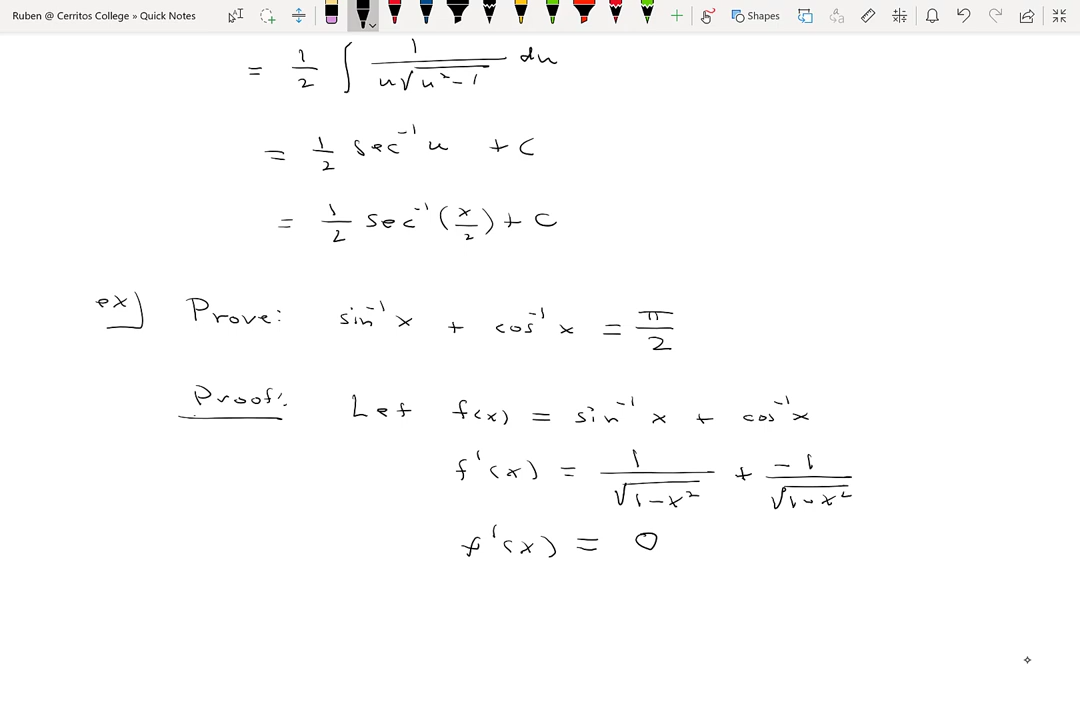 Ruben @ Cerritos College » Quick Notes Shapes
= 1/2 ∫ 1/(u√(u²-1)) du
= 1/2 sec⁻¹ u + C
= 1/2 sec⁻¹(x/2) + C
ex) Prove: sin⁻¹ x + cos⁻¹ x = π/2
Proof: Let f(x) = sin⁻¹ x + cos⁻¹ x
f'(x) = 1/√(1-x²) + -1/√(1-x²)
f'(x) = 0